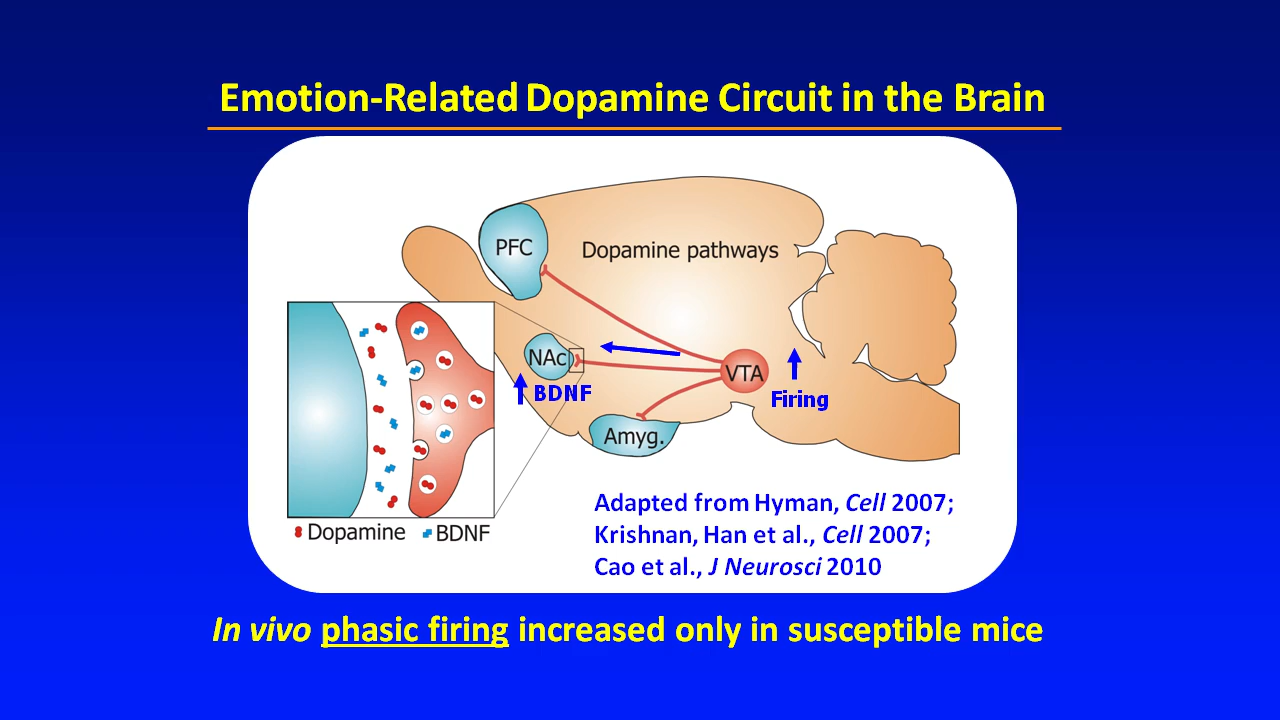 Emotion-Related Dopamine Circuit in the Brain
PFC
Dopamine pathways
NAc
VTA
BDNF
Firing
Amyg.
Dopamine
BDNF
Adapted from Hyman, Cell 2007;
Krishnan, Han et al., Cell 2007;
Cao et al., J Neurosci 2010
In vivo phasic firing increased only in susceptible mice